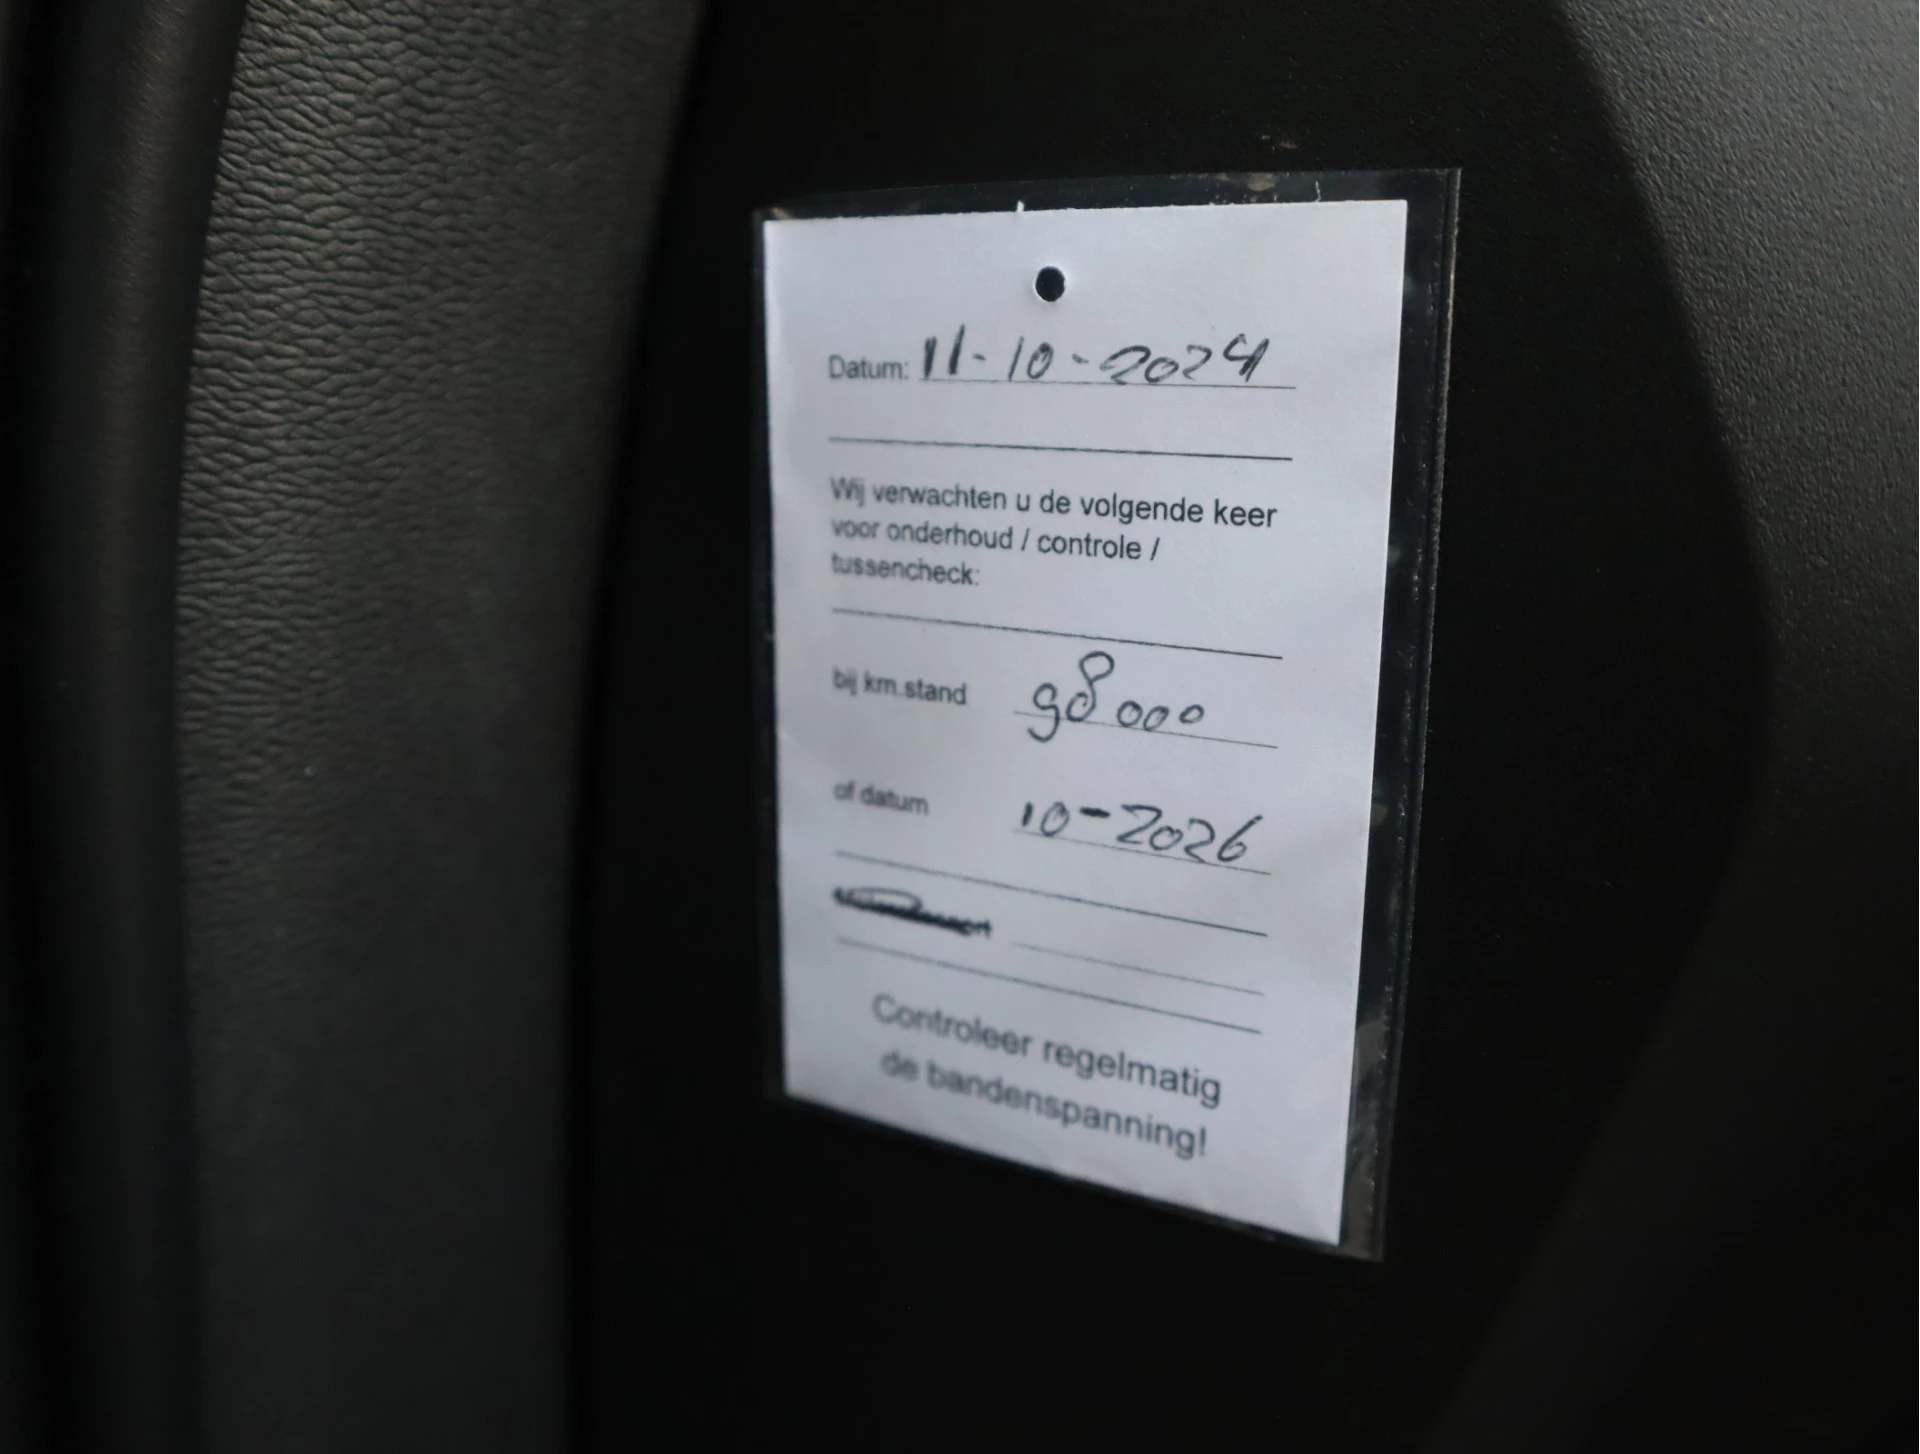 Datum: 11-10-2024
Wij verwachten u de volgende keer
voor onderhoud / controle /
tussencheck:
bij km.stand 98000
of datum 10-2026
Controleer regelmatig
de bandenspanning!